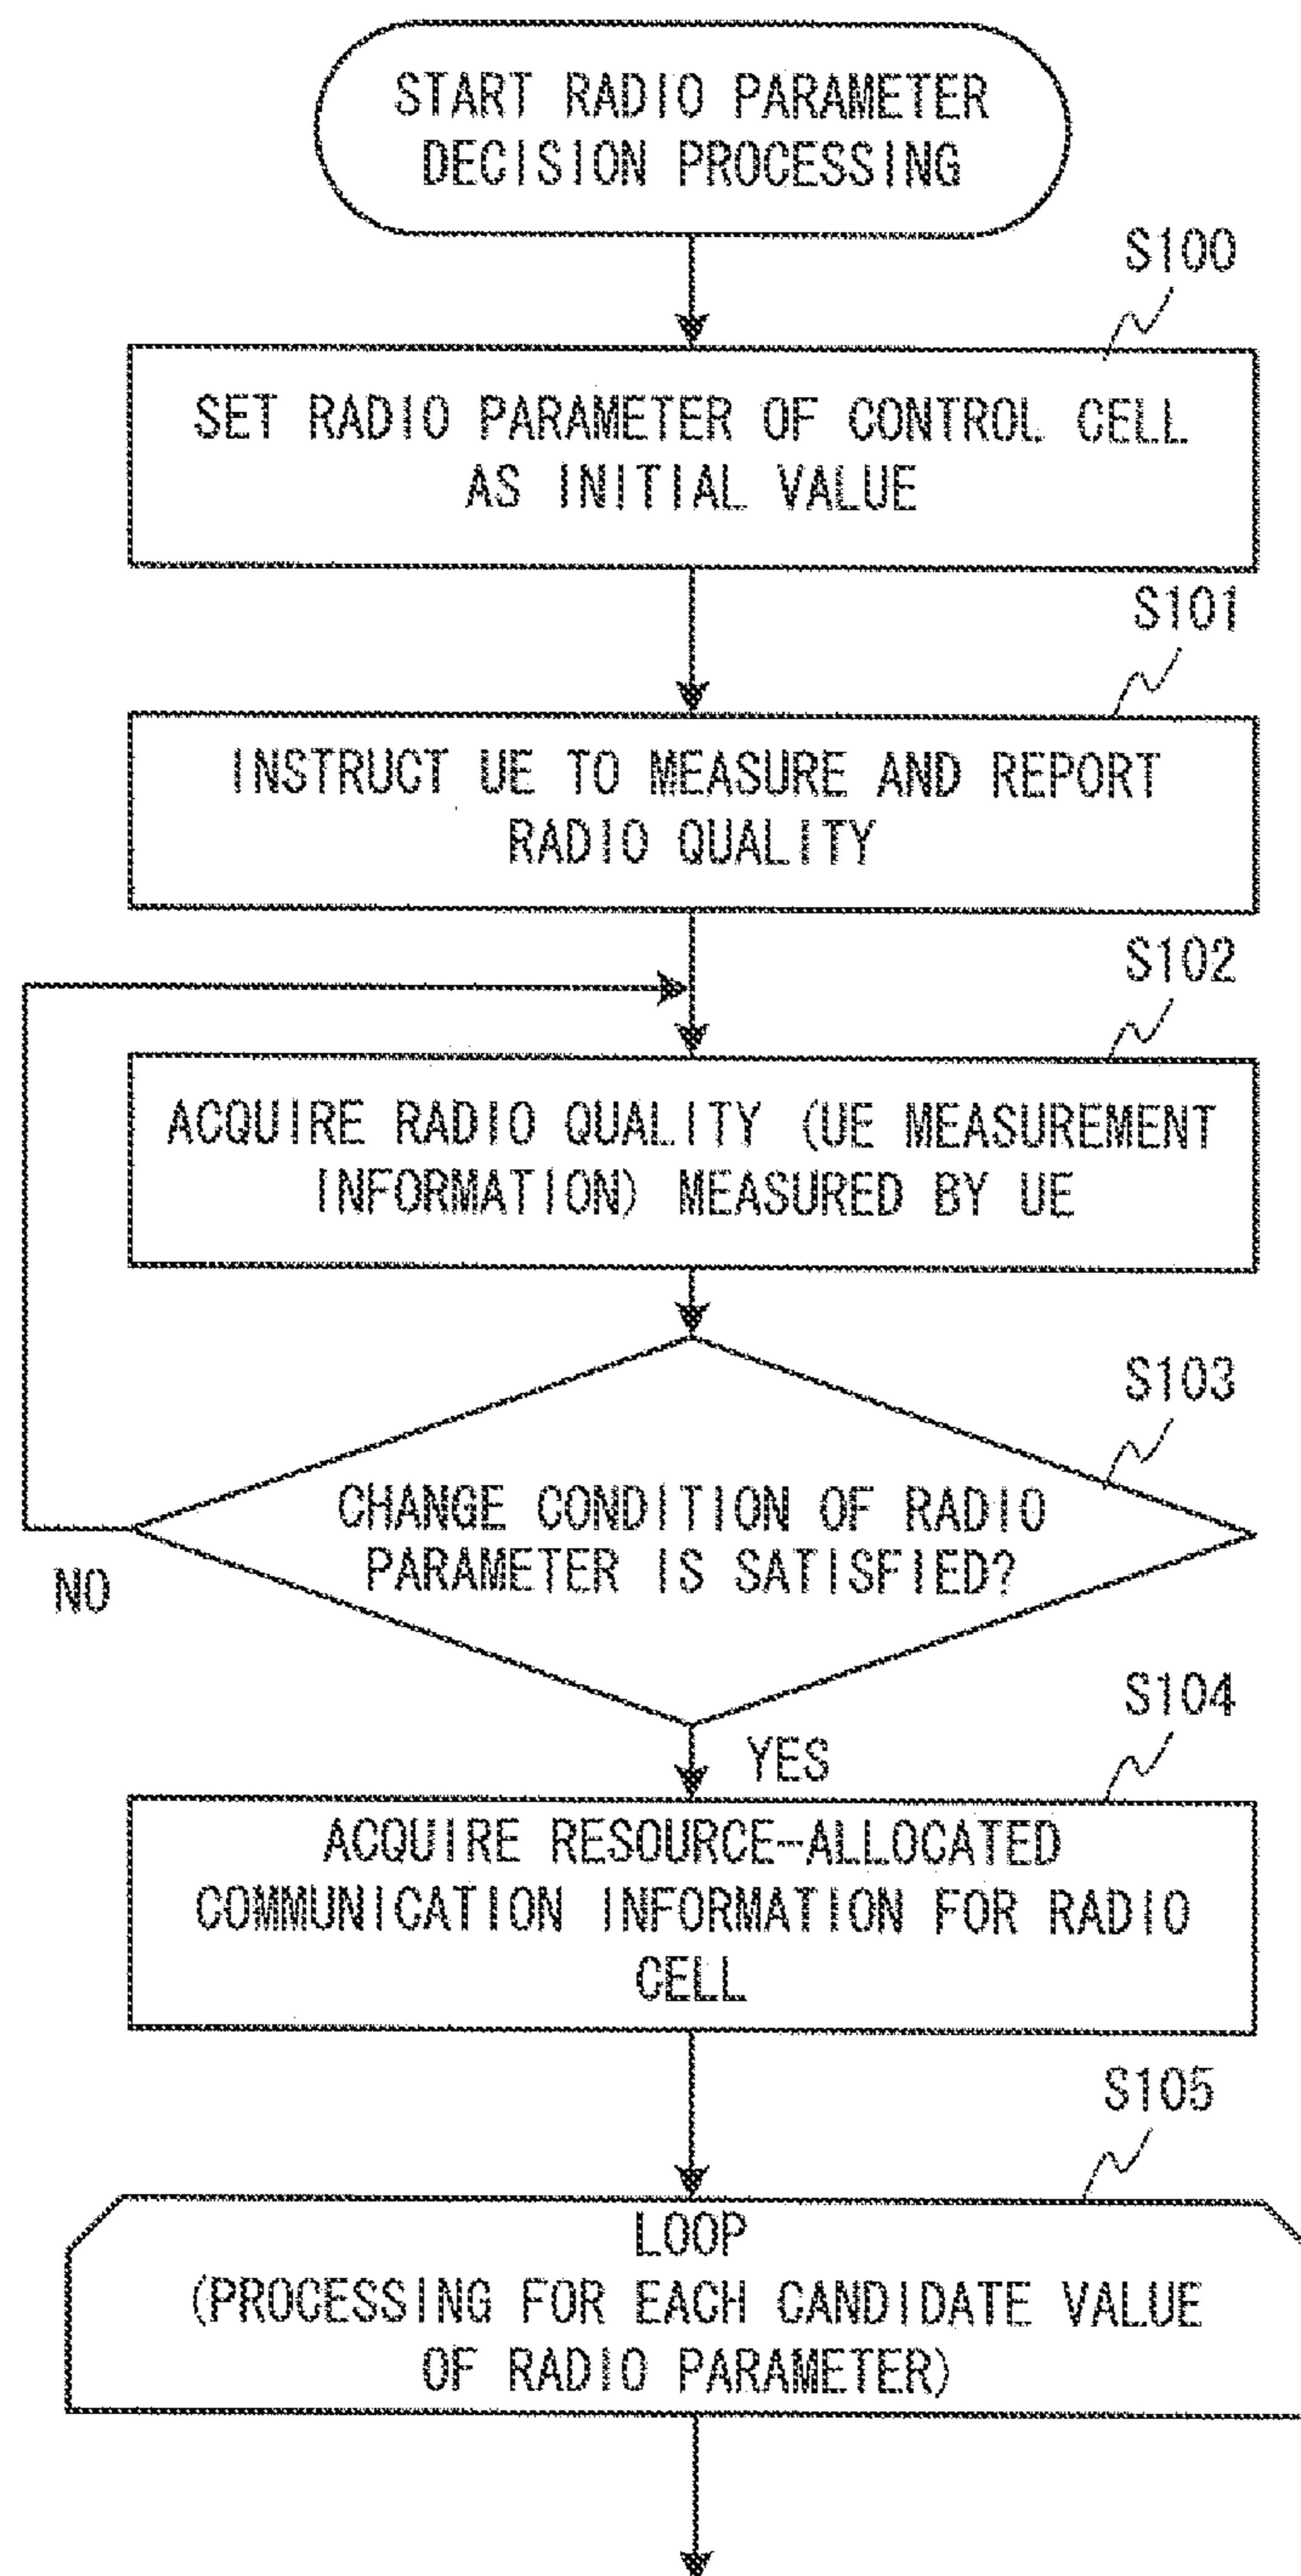 START RADIO PARAMETER
DECISION PROCESSING
S100
SET RADIO PARAMETER OF CONTROL CELL
AS INITIAL VALUE
S101
INSTRUCT UE TO MEASURE AND REPORT
RADIO QUALITY
S102
ACQUIRE RADIO QUALITY (UE MEASUREMENT
INFORMATION) MEASURED BY UE
S103
CHANGE CONDITION OF RADIO
PARAMETER IS SATISFIED?
NO
S104
YES
ACQUIRE RESOURCE-ALLOCATED
COMMUNICATION INFORMATION FOR RADIO
CELL
S105
LOOP
(PROCESSING FOR EACH CANDIDATE VALUE
OF RADIO PARAMETER)